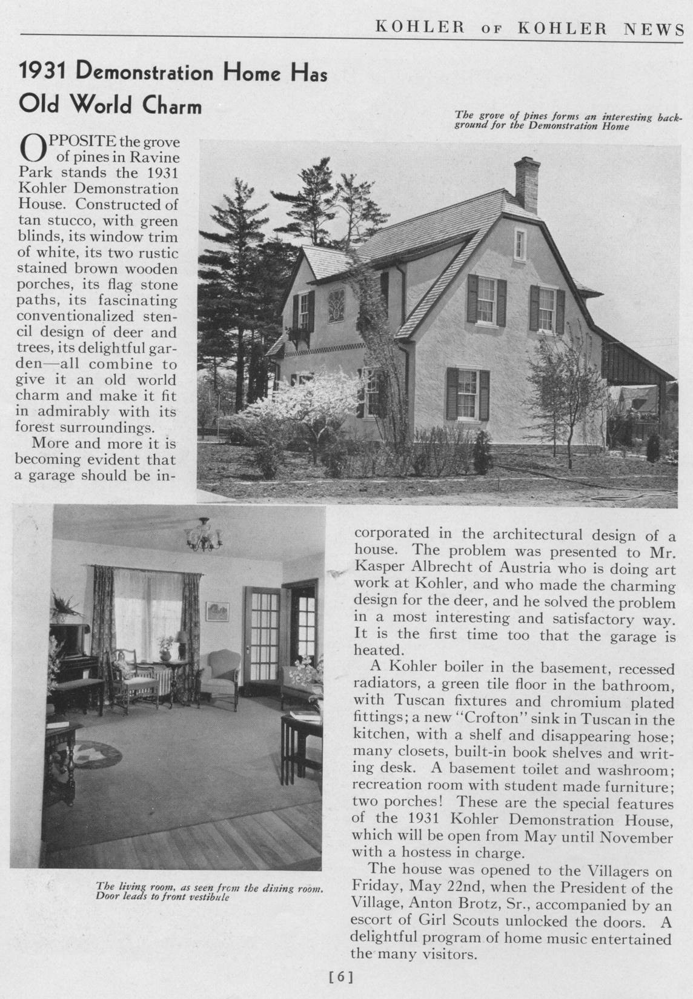 KOHLER OF KOHLER NEWS
1931 Demonstration Home Has
Old World Charm
The grove of pines forms an interesting back-
ground for the Demonstration Home
OPPOSITE the grove
of pines in Ravine
Park stands the 1931
Kohler Demonstration
House. Constructed of
tan stucco, with green
blinds, its window trim
of white, its two rustic
stained brown wooden
porches, its flag stone
paths, its fascinating
conventionalized sten-
cil design of deer and
trees, its delightful gar-
den—all combine to
give it an old world
charm and make it fit
in admirably with its
forest surroundings.
More and more it is
becoming evident that
a garage should be in-
corporated in the architectural design of a
house. The problem was presented to Mr.
Kasper Albrecht of Austria who is doing art
work at Kohler, and who made the charming
design for the deer, and he solved the problem
in a most interesting and satisfactory way.
It is the first time too that the garage is
heated.
A Kohler boiler in the basement, recessed
radiators, a green tile floor in the bathroom,
with Tuscan fixtures and chromium plated
fittings; a new "Crofton" sink in Tuscan in the
kitchen, with a shelf and disappearing hose;
many closets, built-in book shelves and writ-
ing desk. A basement toilet and washroom;
recreation room with student made furniture;
two porches! These are the special features
of the 1931 Kohler Demonstration House,
which will be open from May until November
with a hostess in charge.
The house was opened to the Villagers on
Friday, May 22nd, when the President of the
Village, Anton Brotz, Sr., accompanied by an
escort of Girl Scouts unlocked the doors. A
delightful program of home music entertained
the many visitors.
The living room, as seen from the dining room.
Door leads to front vestibule
[6]